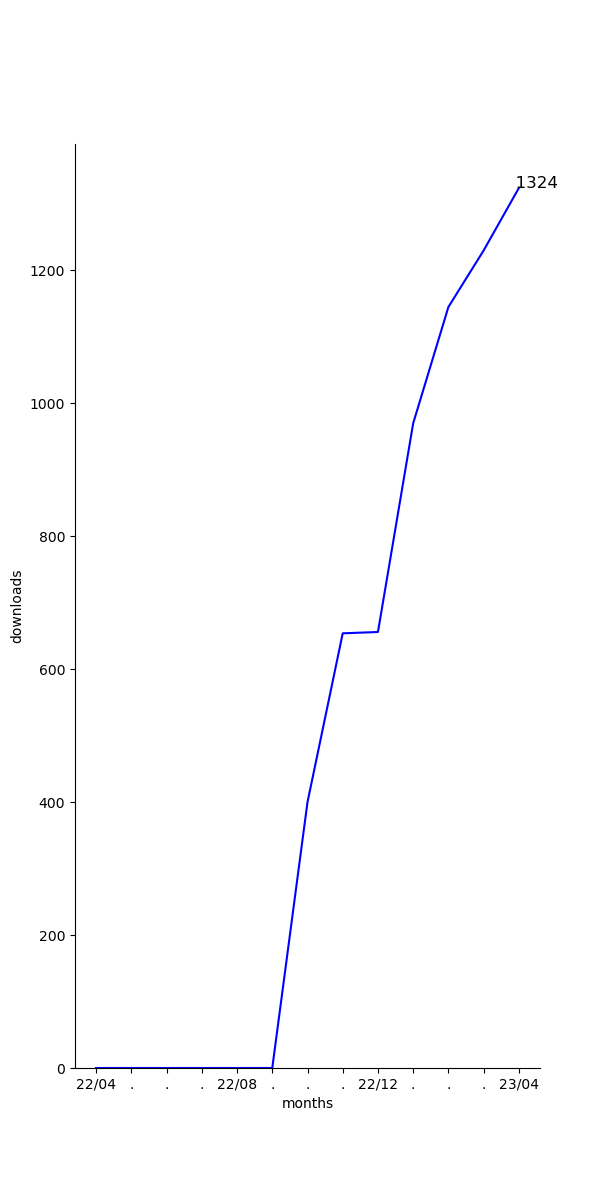 1324
1200
1000
800
600
400
200
0
downloads
22/04 . . . 22/08 . . . 22/12 . . . 23/04
months